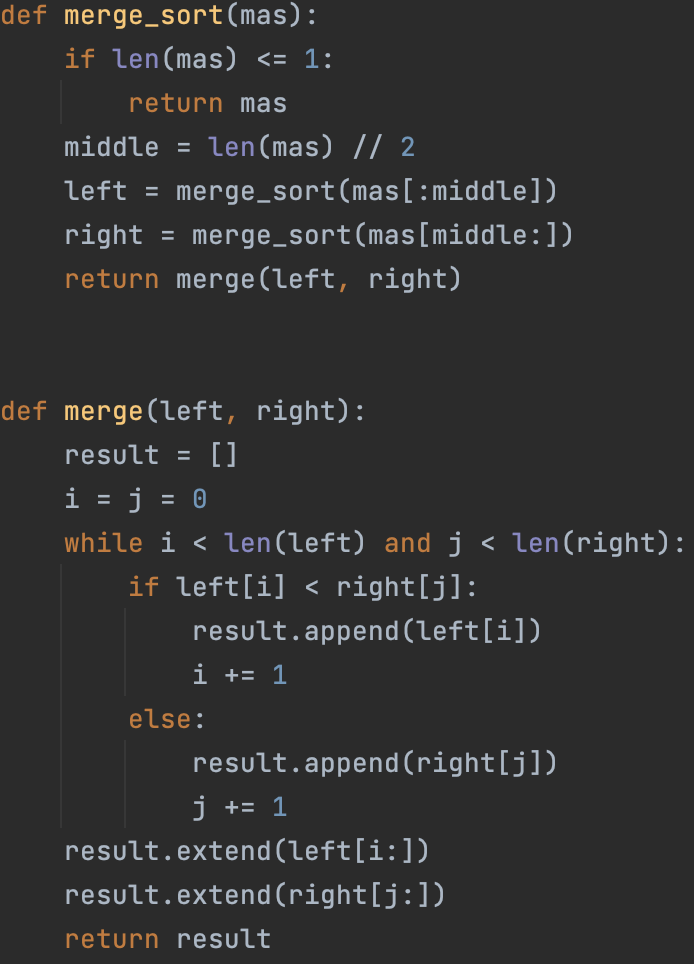 def merge_sort(mas):
    if len(mas) <= 1:
        return mas
    middle = len(mas) // 2
    left = merge_sort(mas[:middle])
    right = merge_sort(mas[middle:])
    return merge(left, right)


def merge(left, right):
    result = []
    i = j = 0
    while i < len(left) and j < len(right):
        if left[i] < right[j]:
            result.append(left[i])
            i += 1
        else:
            result.append(right[j])
            j += 1
    result.extend(left[i:])
    result.extend(right[j:])
    return result